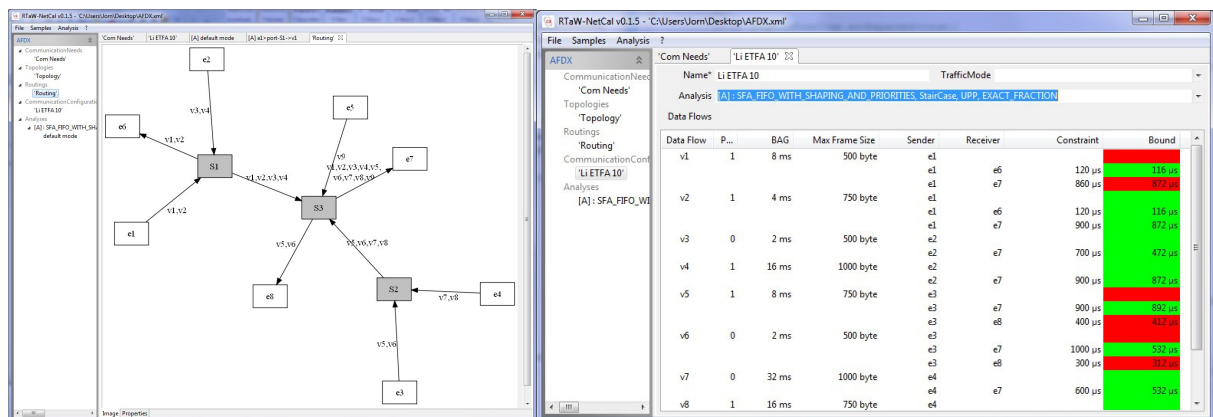 RTaW-NetCal v0.1.5 - 'C:\Users\Jorn\Desktop\AFDX.xml'
File Samples Analysis ?
AFDX
CommunicationNeeds
'Com Needs'
Topologies
'Topology'
Routings
'Routing'
CommunicationConfiguratio
'Li ETFA 10'
Analyses
[A] : SFA_FIFO_WITH_SH
default mode
'Com Needs' 'Li ETFA 10' [A] default mode [A] e1>port-S1->v1 'Routing'
e2
v3,v4
e5
e6
v1,v2
v9
v1,v2,v3,v4,v5,
v6,v7,v8,v9
e7
S1
v1,v2,v3,v4
v1,v2
S3
e1
v5,v6
v5,v6,v7,v8
e8
S2
v7,v8
e4
v5,v6
e3
Image Properties
RTaW-NetCal v0.1.5 - 'C:\Users\Jorn\Desktop\AFDX.xml'
File Samples Analysis ?
AFDX
CommunicationNeed
'Com Needs'
Topologies
'Topology'
Routings
'Routing'
CommunicationConf
'Li ETFA 10'
Analyses
[A] : SFA_FIFO_WI
'Com Needs' 'Li ETFA 10'
Name* Li ETFA 10 TrafficMode
Analysis [A] : SFA_FIFO_WITH_SHAPING_AND_PRIORITIES, StairCase, UPP, EXACT_FRACTION
Data Flows
Data Flow P... BAG Max Frame Size Sender Receiver Constraint Bound
v1 1 8 ms 500 byte e1
e1 e6 120 µs 116 µs
e1 e7 860 µs 872 µs
v2 1 4 ms 750 byte e1
e1 e6 120 µs 116 µs
e1 e7 900 µs 872 µs
v3 0 2 ms 500 byte e2
e2 e7 700 µs 472 µs
v4 1 16 ms 1000 byte e2
e2 e7 900 µs 872 µs
v5 1 8 ms 750 byte e3
e3 e7 900 µs 892 µs
e3 e8 400 µs 412 µs
v6 0 2 ms 500 byte e3
e3 e7 1000 µs 532 µs
e3 e8 300 µs 312 µs
v7 0 32 ms 1000 byte e4
e4 e7 600 µs 532 µs
v8 1 16 ms 750 byte e4